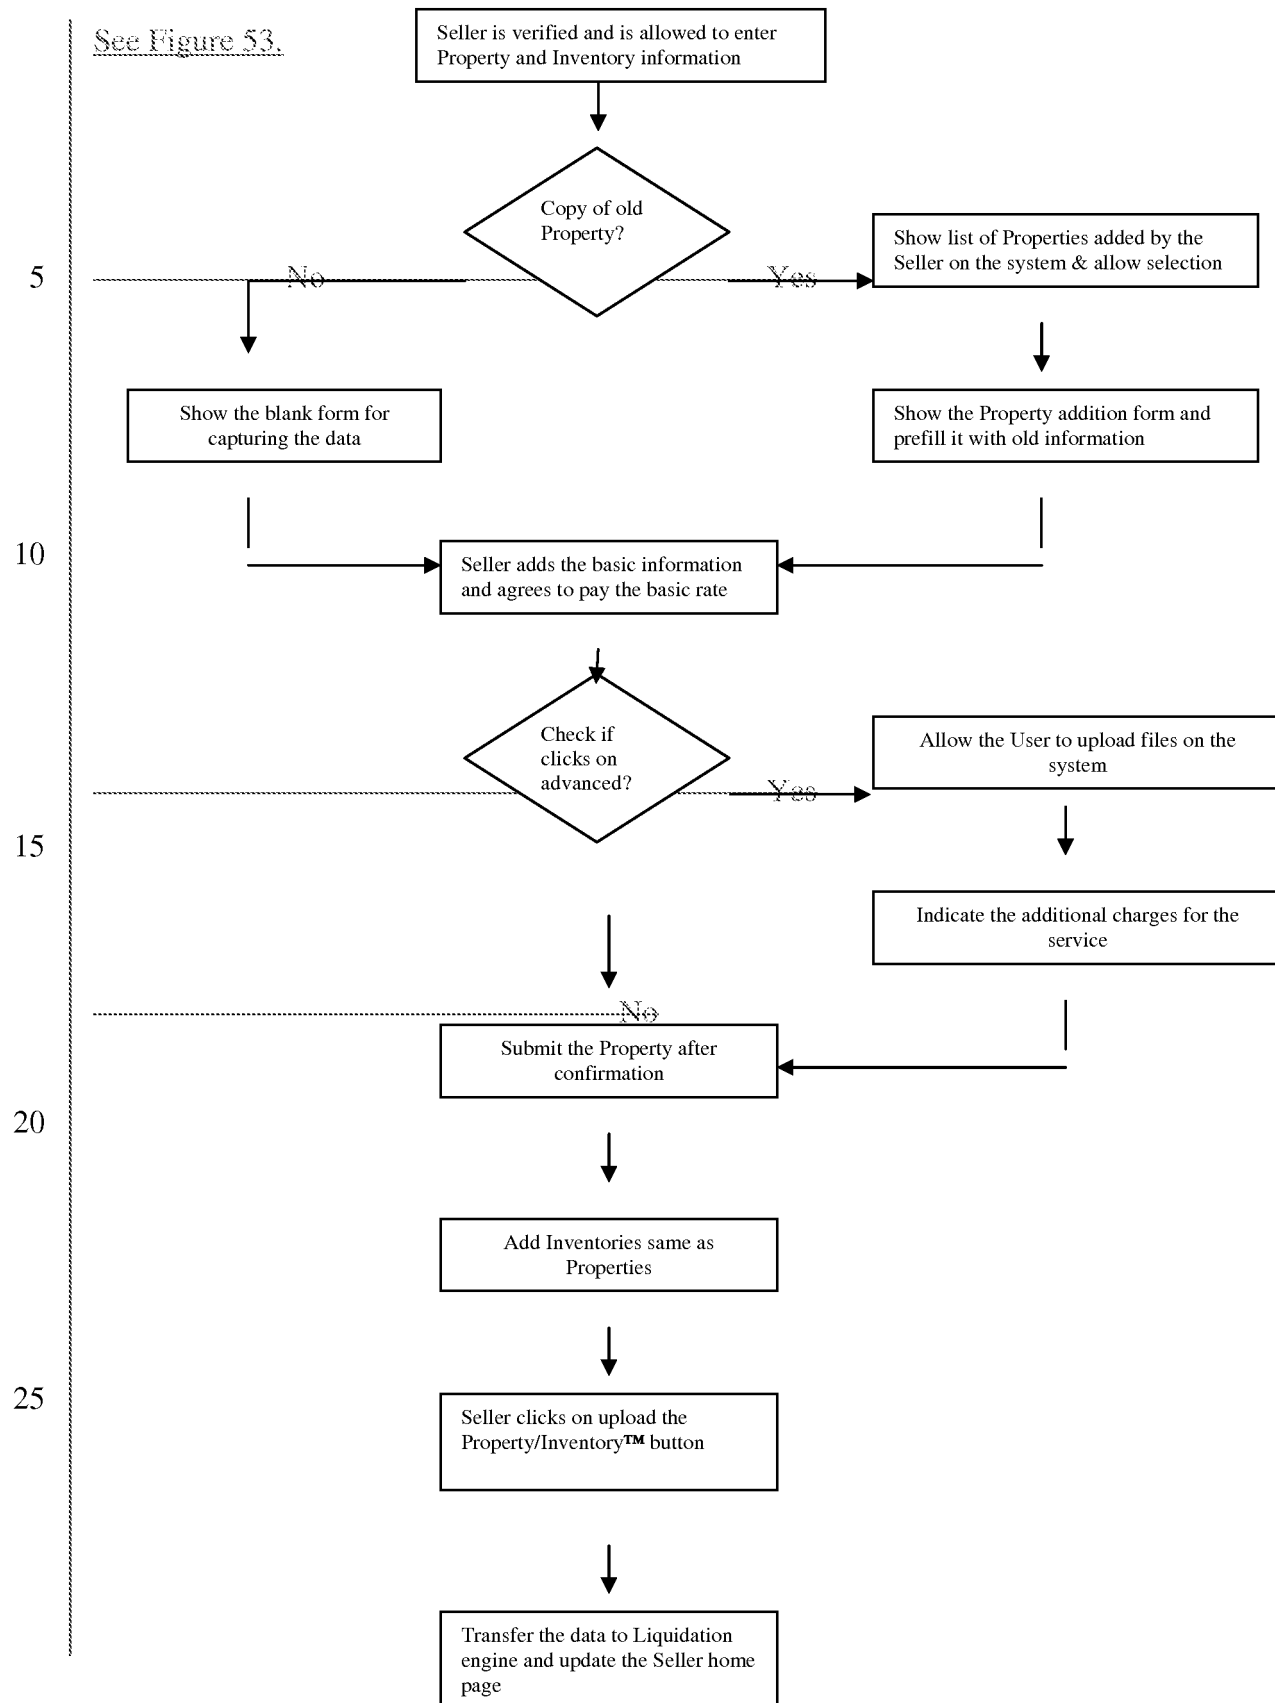 See Figure 53.
Seller is verified and is allowed to enter
Property and Inventory information
Copy of old
Property?
Show list of Properties added by the
Seller on the system & allow selection
5
No
Yes
Show the blank form for
capturing the data
Show the Property addition form and
prefill it with old information
10
Seller adds the basic information
and agrees to pay the basic rate
Check if
clicks on
advanced?
Allow the User to upload files on the
system
Yes
15
Indicate the additional charges for the
service
No
Submit the Property after
confirmation
20
Add Inventories same as
Properties
25
Seller clicks on upload the
Property/Inventory™ button
Transfer the data to Liquidation
engine and update the Seller home
page